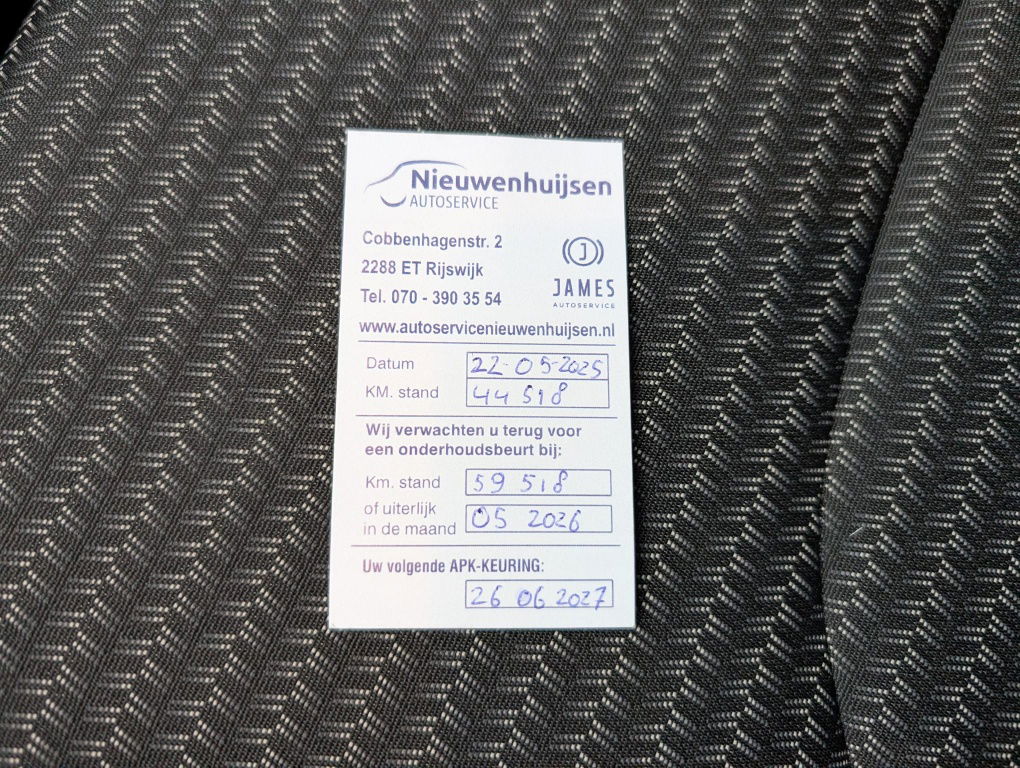 Nieuwenhuijsen
AUTOSERVICE
Cobbenhagenstr. 2
2288 ET Rijswijk
Tel. 070 - 390 35 54
J
JAMES
AUTOSERVICE
www.autoservicenieuwenhuijsen.nl
Datum 22-05-2025
KM. stand 44 518
Wij verwachten u terug voor
een onderhoudsbeurt bij:
Km. stand 59 518
of uiterlijk
in de maand 05 2026
Uw volgende APK-KEURING:
26 06 2027